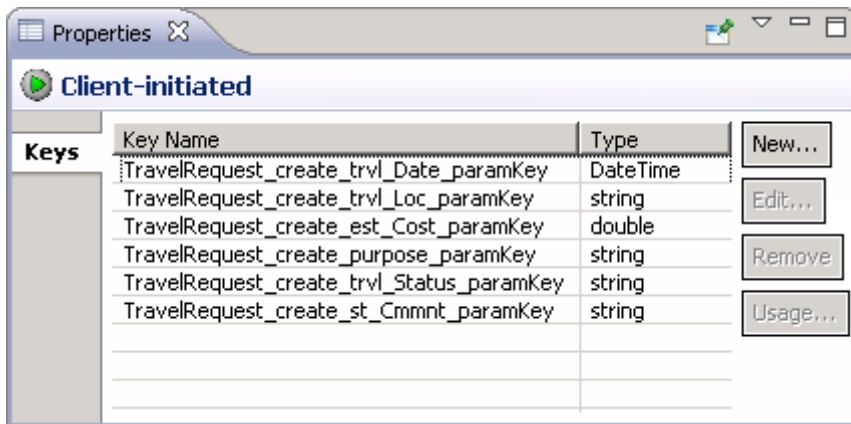 Properties
Client-initiated
Keys
Key Name Type
TravelRequest_create_trvl_Date_paramKey DateTime
TravelRequest_create_trvl_Loc_paramKey string
TravelRequest_create_est_Cost_paramKey double
TravelRequest_create_purpose_paramKey string
TravelRequest_create_trvl_Status_paramKey string
TravelRequest_create_st_Cmmnt_paramKey string
New...
Edit...
Remove
Usage...